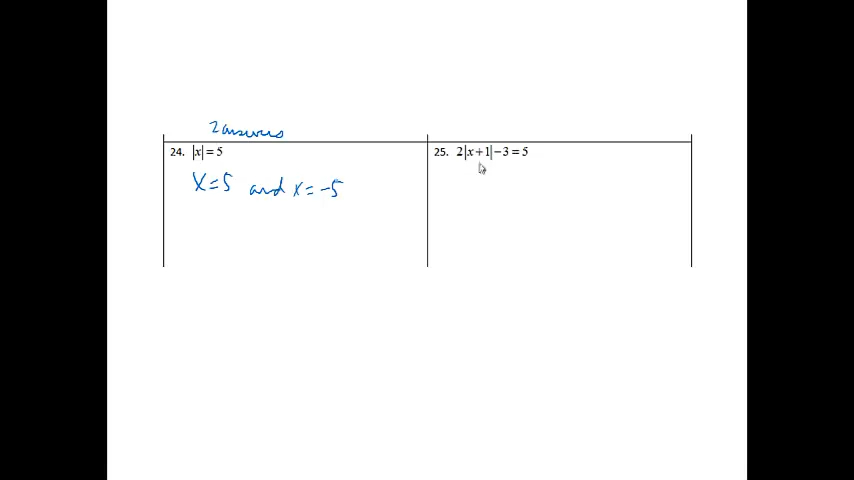 2 answers
24. |x| = 5
25. 2|x+1| − 3 = 5
x = 5 and x = -5